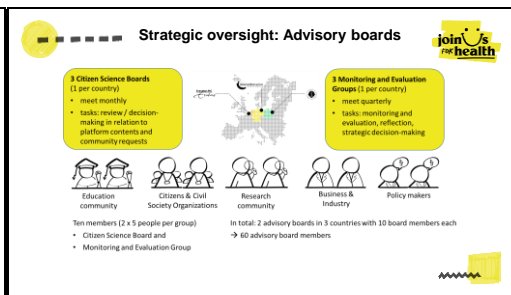 Strategic oversight: Advisory boards
join Us
FOR health
3 Citizen Science Boards
(1 per country)
• meet monthly
• tasks: review / decision-
making in relation to
platform contents and
community requests
3 Monitoring and Evaluation
Groups (1 per country)
• meet quarterly
• tasks: monitoring and
evaluation, reflection,
strategic decision-making
Education
community
Citizens & Civil
Society Organizations
Research
community
Business &
Industry
Policy makers
Ten members (2 x 5 people per group)
• Citizen Science Board and
• Monitoring and Evaluation Group
In total: 2 advisory boards in 3 countries with 10 board members each
→ 60 advisory board members